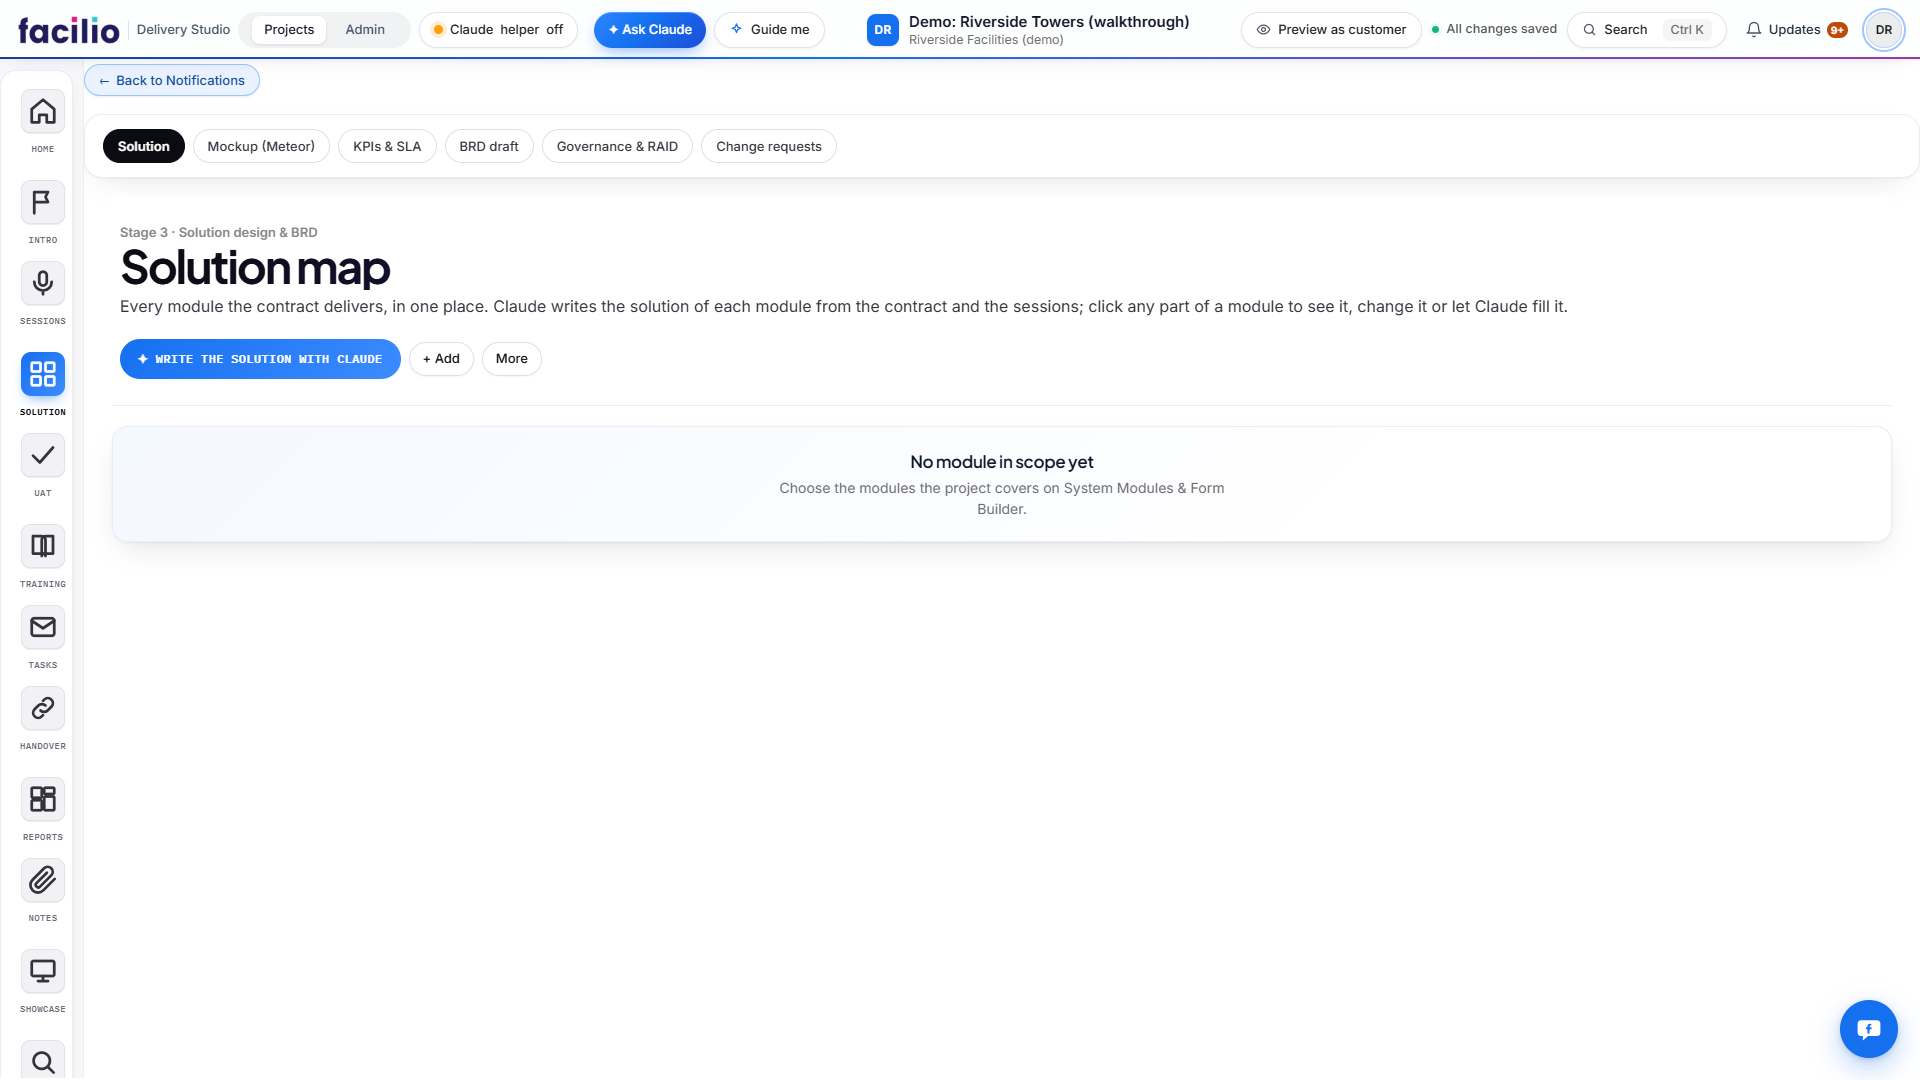 facilio
Delivery Studio
Projects
Admin
Claude helper off
✦ Ask Claude
Guide me
DR
Demo: Riverside Towers (walkthrough)
Riverside Facilities (demo)
Preview as customer
All changes saved
Search Ctrl K
Updates 9+
DR
← Back to Notifications
HOME
INTRO
SESSIONS
SOLUTION
UAT
TRAINING
TASKS
HANDOVER
REPORTS
NOTES
SHOWCASE
Solution
Mockup (Meteor)
KPIs & SLA
BRD draft
Governance & RAID
Change requests
Stage 3 · Solution design & BRD
Solution map
Every module the contract delivers, in one place. Claude writes the solution of each module from the contract and the sessions; click any part of a module to see it, change it or let Claude fill it.
✦ WRITE THE SOLUTION WITH CLAUDE
+ Add
More
No module in scope yet
Choose the modules the project covers on System Modules & Form
Builder.